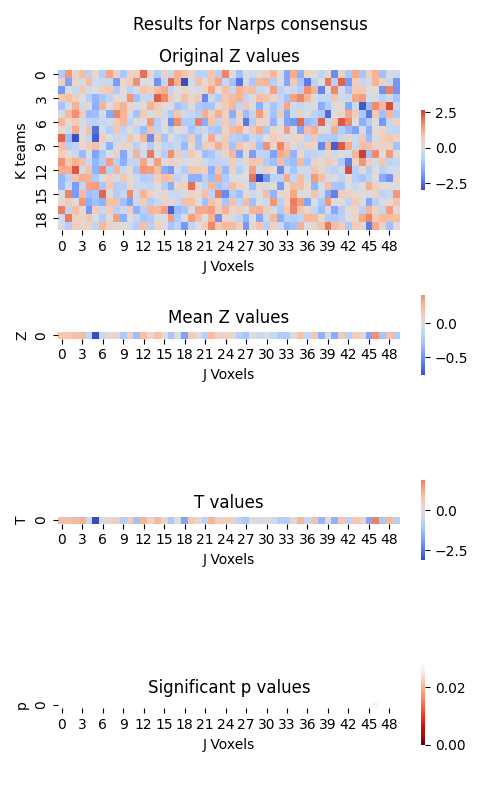 Results for Narps consensus
Original Z values
K teams
0
3
6
9
12
15
18
0 3 6 9 12 15 18 21 24 27 30 33 36 39 42 45 48
J Voxels
2.5
0.0
−2.5
Mean Z values
Z
0
0 3 6 9 12 15 18 21 24 27 30 33 36 39 42 45 48
J Voxels
0.0
−0.5
T values
T
0
0 3 6 9 12 15 18 21 24 27 30 33 36 39 42 45 48
J Voxels
0.0
−2.5
Significant p values
p
0
0 3 6 9 12 15 18 21 24 27 30 33 36 39 42 45 48
J Voxels
0.02
0.00